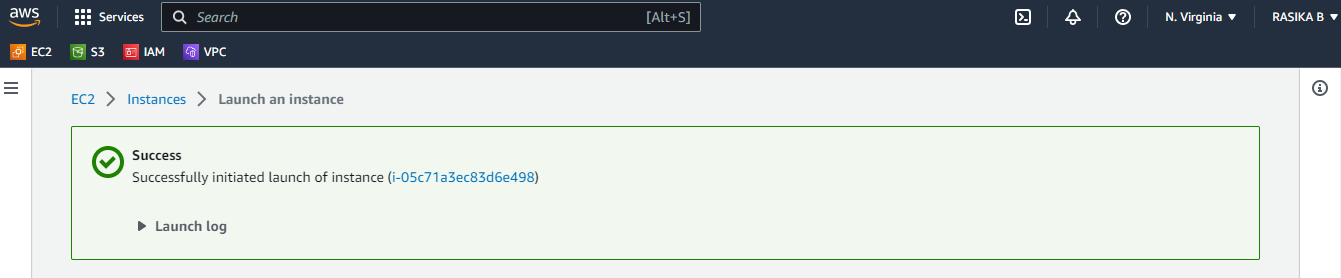 aws Services Search [Alt+S] N. Virginia RASIKA B
EC2 S3 IAM VPC
EC2 Instances Launch an instance
Success
Successfully initiated launch of instance (i-05c71a3ec83d6e498)
Launch log